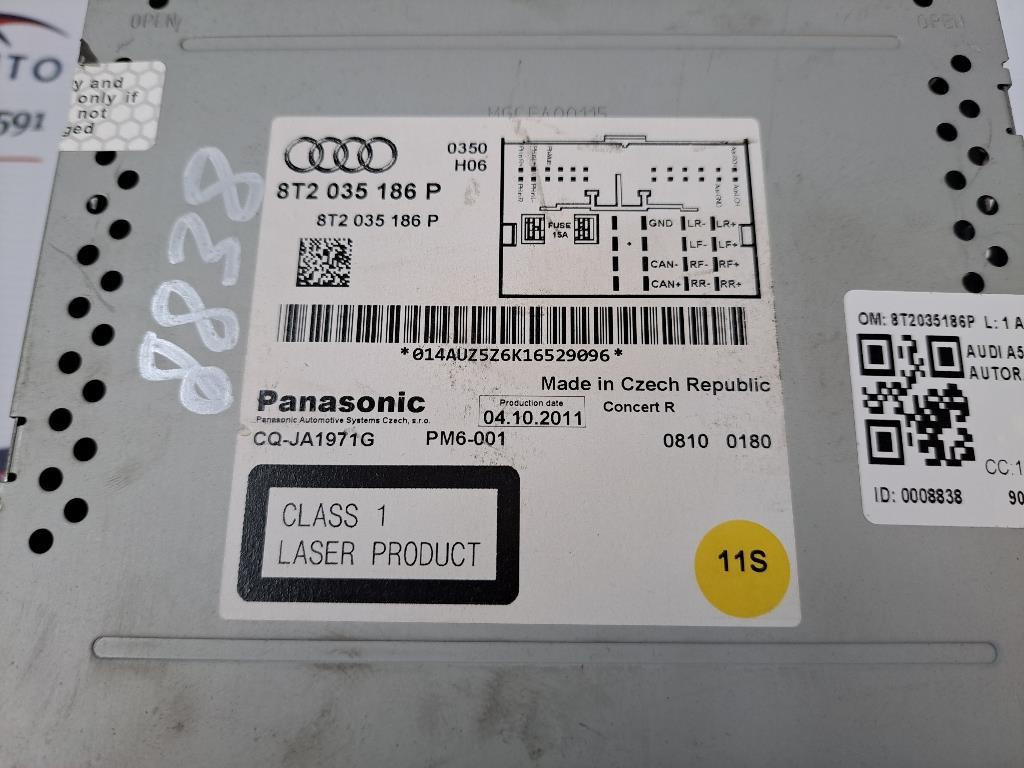 OPEN
OPEN
UTO
591
y and
only if
not
ged
8838
0350
H06
8T2 035 186 P
8T2 035 186 P
FUSE
15A
GND LR- LR+
+ LF- LF+
CAN- RF- RF+
CAN+ RR- RR+
*014AUZ5Z6K16529096*
Made in Czech Republic
Panasonic
Panasonic Automotive Systems Czech, s.r.o.
Production date
04.10.2011
Concert R
CQ-JA1971G PM6-001 0810 0180
CLASS 1
LASER PRODUCT
11S
OM: 8T2035186P L: 1 A
AUDI A5
AUTORA
CC:1
ID: 0008838 90